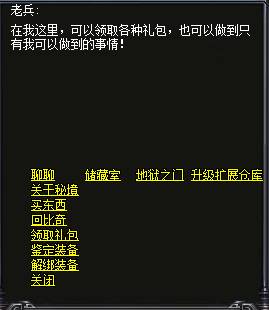 老兵:
在我这里，可以领取各种礼包，也可以做到只
有我可以做到的事情！
聊聊 储藏室 地狱之门 升级扩展仓库
关于秘境
买东西
回比奇
领取礼包
鉴定装备
解绑装备
关闭